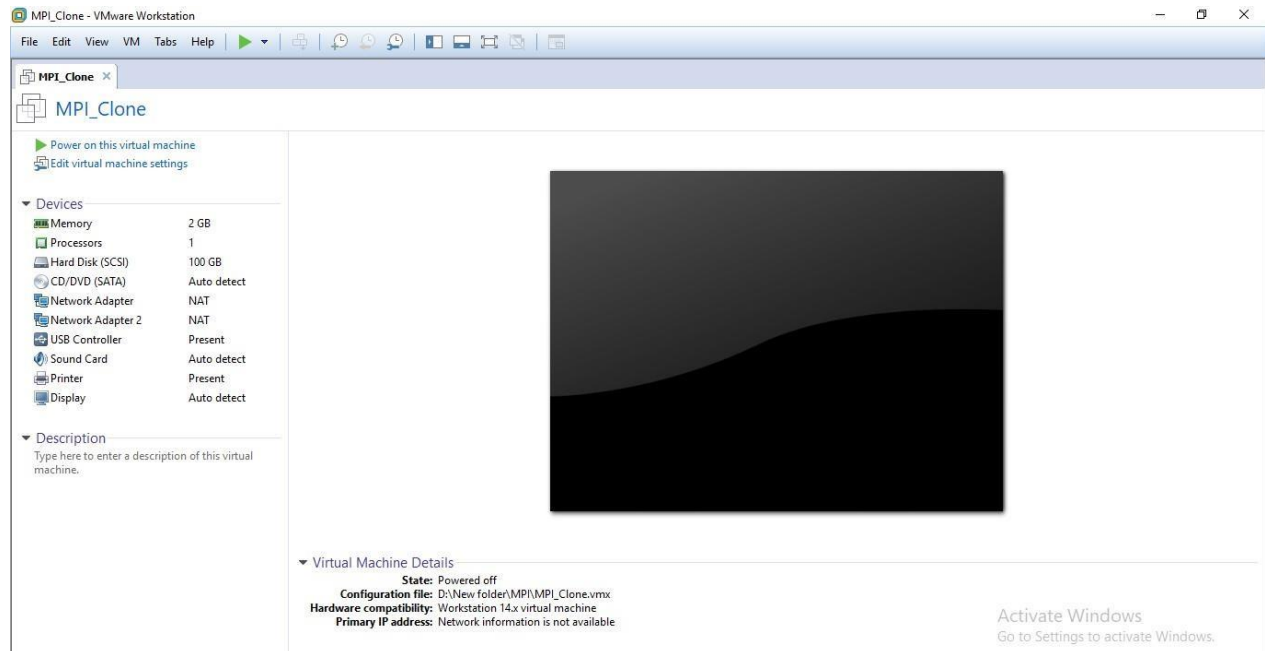 MPI_Clone - VMware Workstation
File Edit View VM Tabs Help
MPI_Clone
MPI_Clone
Power on this virtual machine
Edit virtual machine settings
Devices
Memory 2 GB
Processors 1
Hard Disk (SCSI) 100 GB
CD/DVD (SATA) Auto detect
Network Adapter NAT
Network Adapter 2 NAT
USB Controller Present
Sound Card Auto detect
Printer Present
Display Auto detect
Description
Type here to enter a description of this virtual
machine.
Virtual Machine Details
State: Powered off
Configuration file: D:\New folder\MPI\MPI_Clone.vmx
Hardware compatibility: Workstation 14.x virtual machine
Primary IP address: Network information is not available
Activate Windows
Go to Settings to activate Windows.